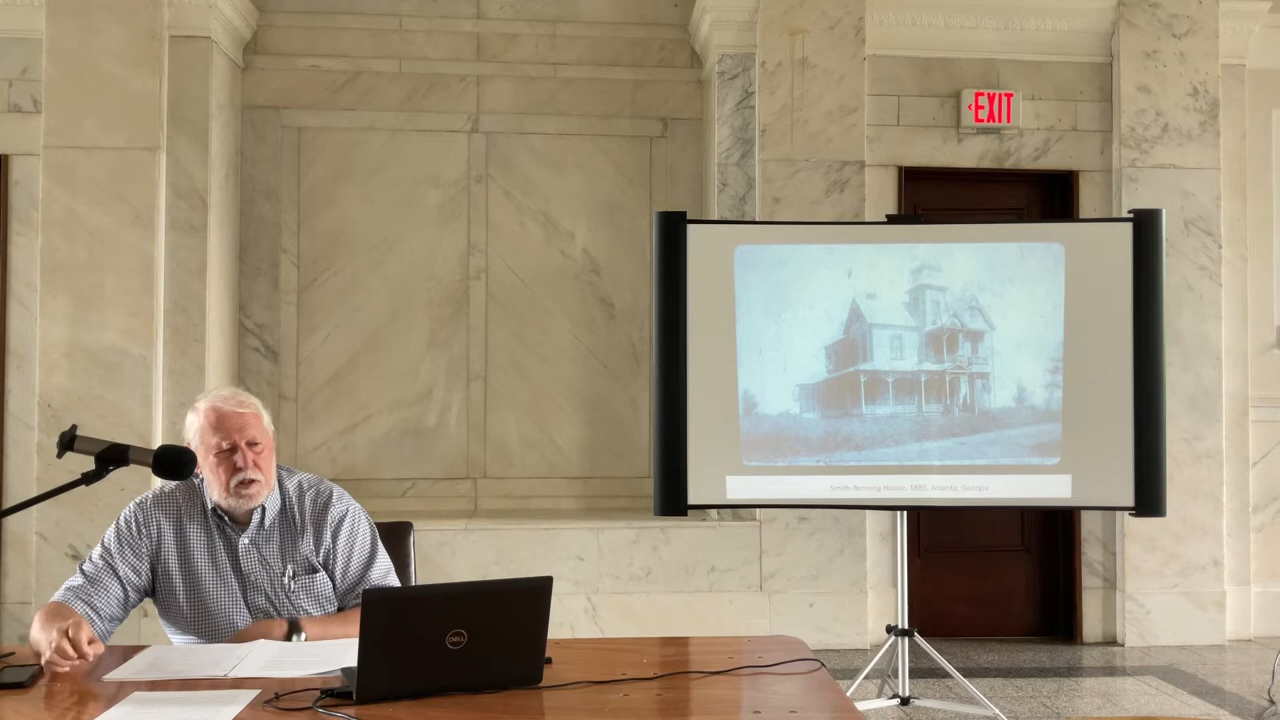 EXIT
Smith-Benning House, 1885, Atlanta, Georgia
DELL